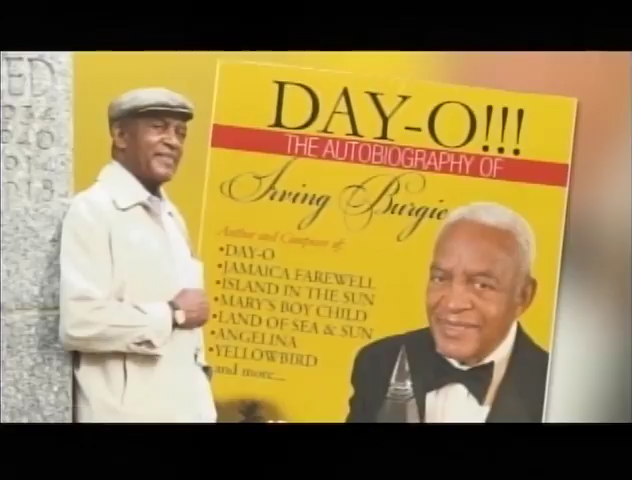 DAY-O!!!
THE AUTOBIOGRAPHY OF
Irving Burgie
Author and Composer of:
•DAY-O
•JAMAICA FAREWELL
•ISLAND IN THE SUN
•MARY'S BOY CHILD
•LAND OF SEA & SUN
•ANGELINA
•YELLOWBIRD
and more...